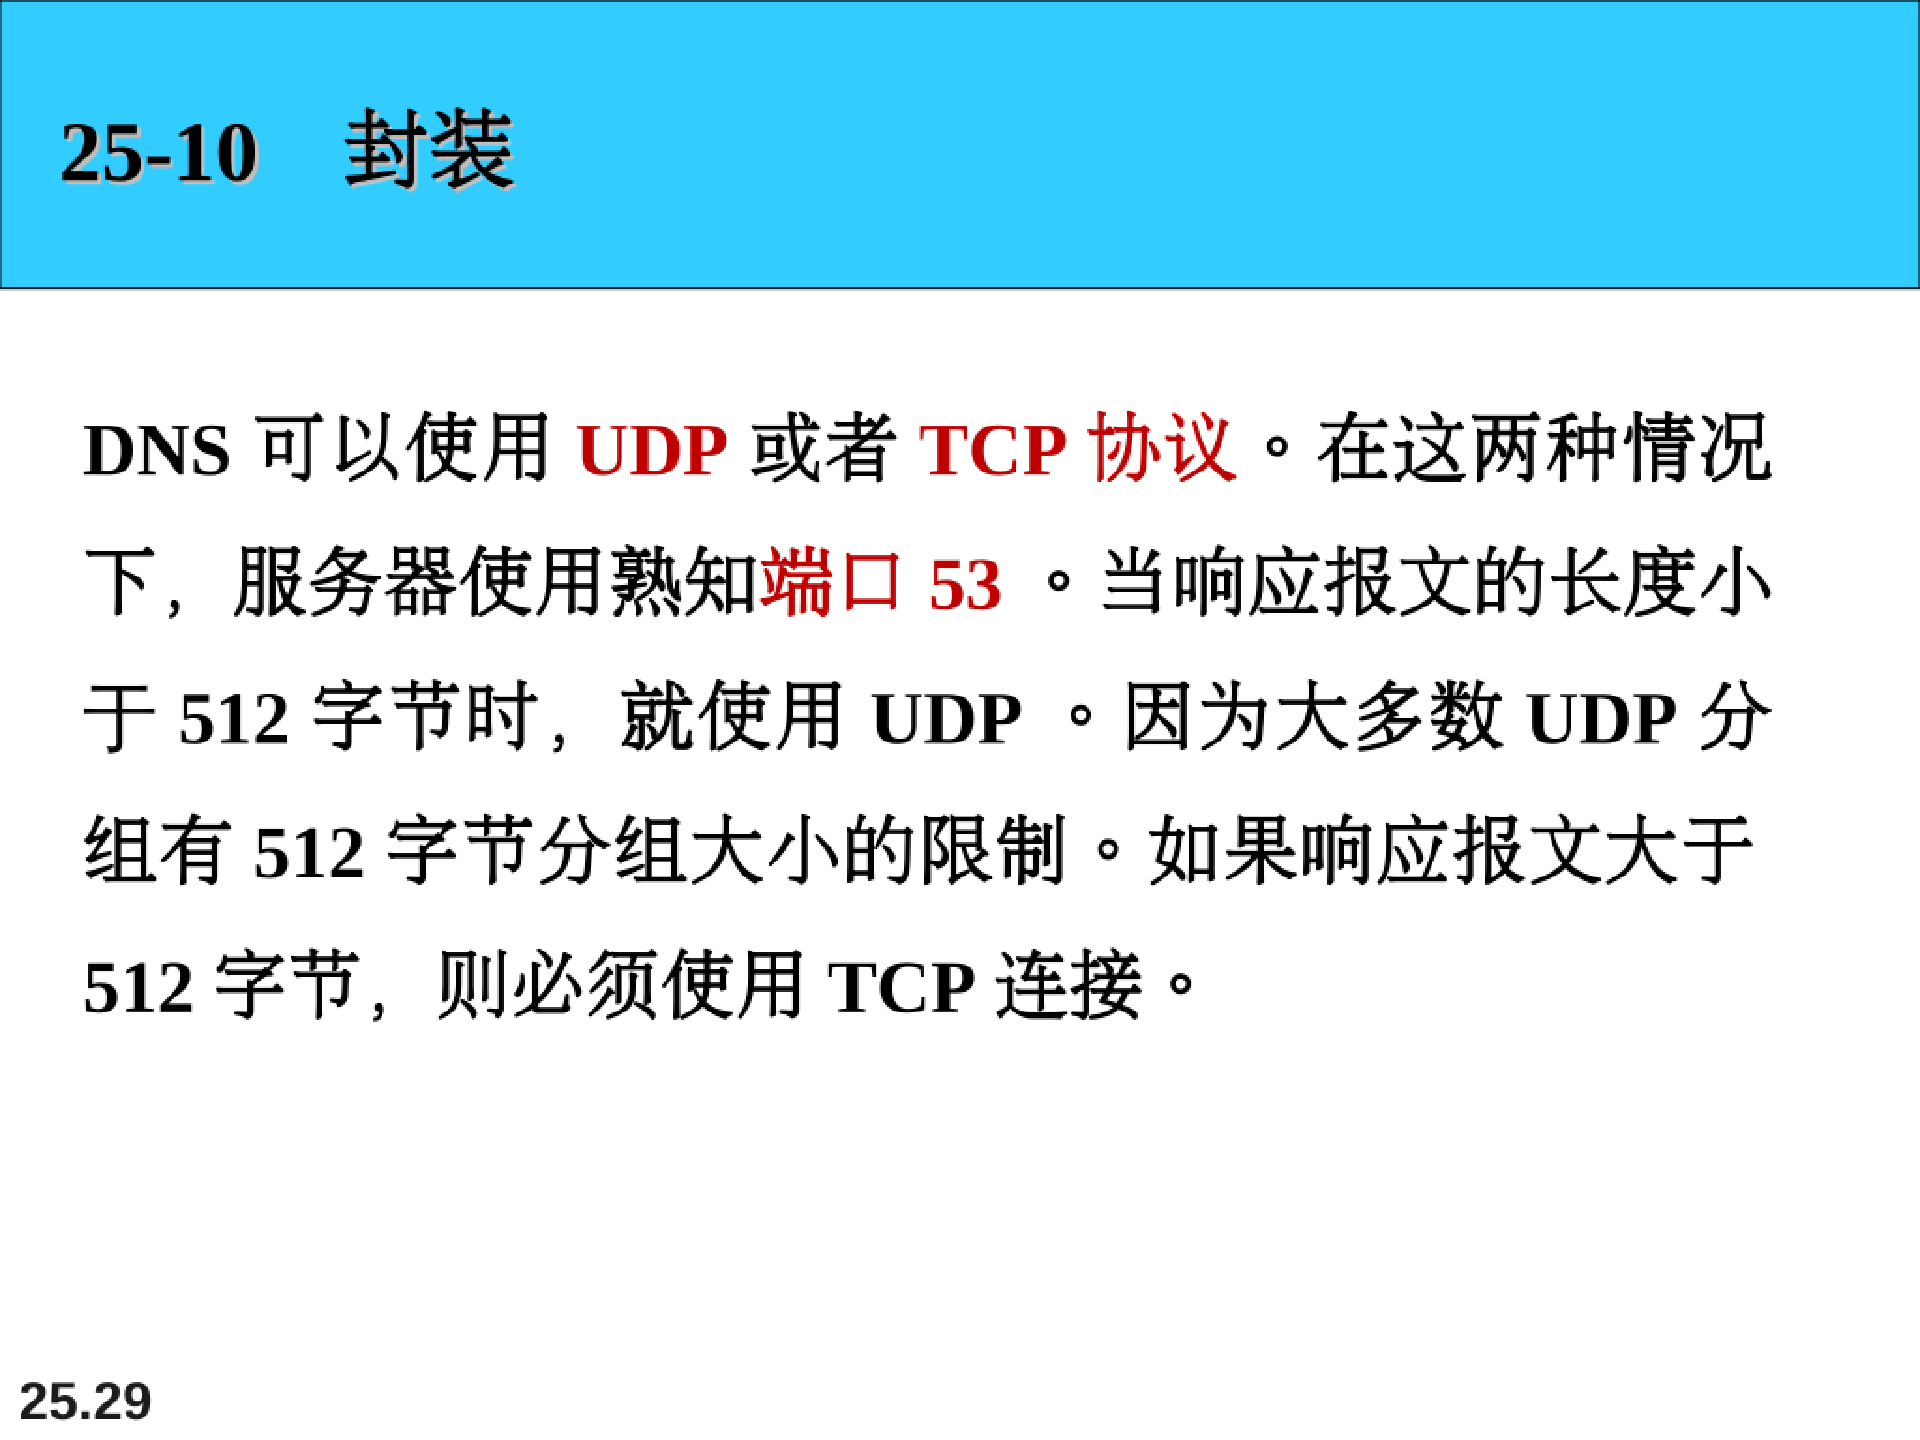 25-10 封装
DNS 可以使用 UDP 或者 TCP 协议。在这两种情况
下，服务器使用熟知端口 53 。当响应报文的长度小
于 512 字节时，就使用 UDP 。因为大多数 UDP 分
组有 512 字节分组大小的限制。如果响应报文大于
512 字节，则必须使用 TCP 连接。
25.29